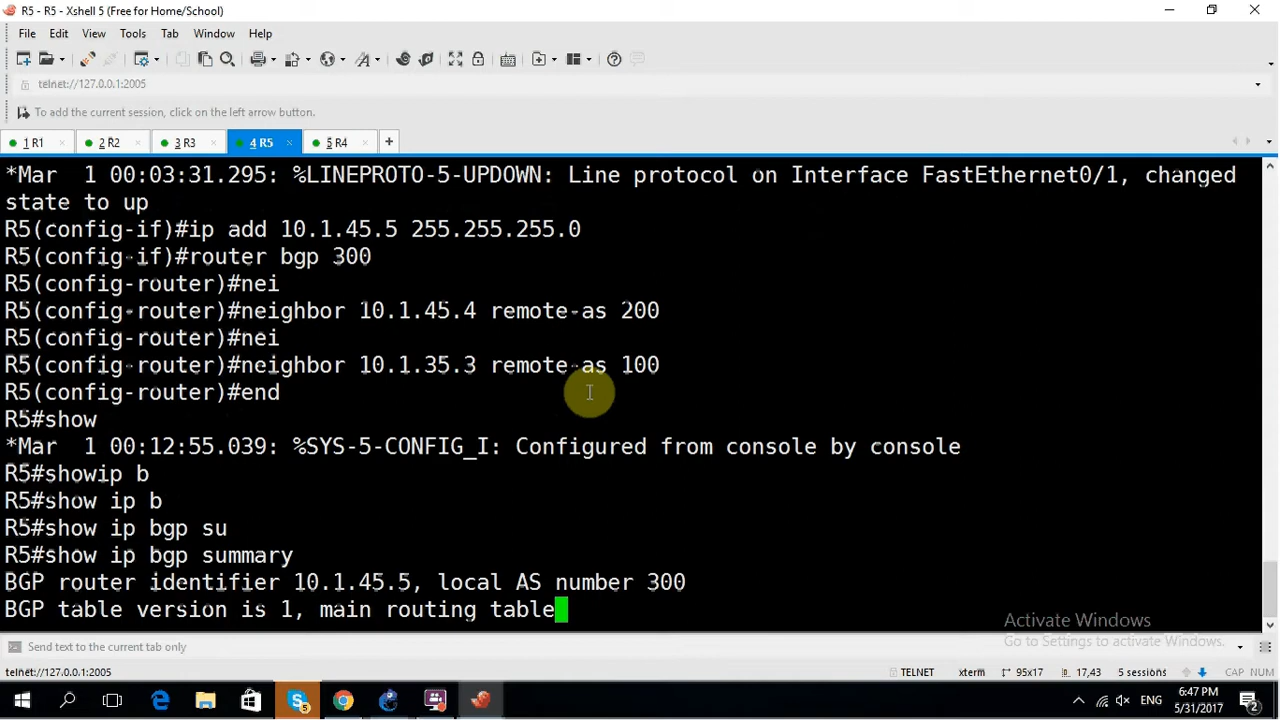 R5 - R5 - Xshell 5 (Free for Home/School)
File Edit View Tools Tab Window Help
telnet://127.0.0.1:2005
To add the current session, click on the left arrow button.
1 R1 2 R2 3 R3 4 R5 5 R4
*Mar  1 00:03:31.295: %LINEPROTO-5-UPDOWN: Line protocol on Interface FastEthernet0/1, changed
state to up
R5(config-if)#ip add 10.1.45.5 255.255.255.0
R5(config-if)#router bgp 300
R5(config-router)#nei
R5(config-router)#neighbor 10.1.45.4 remote-as 200
R5(config-router)#nei
R5(config-router)#neighbor 10.1.35.3 remote-as 100
R5(config-router)#end
R5#show
*Mar  1 00:12:55.039: %SYS-5-CONFIG_I: Configured from console by console
R5#showip b
R5#show ip b
R5#show ip bgp su
R5#show ip bgp summary
BGP router identifier 10.1.45.5, local AS number 300
BGP table version is 1, main routing table
Activate Windows
Go to Settings to activate Windows.
Send text to the current tab only
telnet://127.0.0.1:2005 TELNET xterm 95x17 17,43 5 sessions CAP NUM
ENG 6:47 PM
5/31/2017